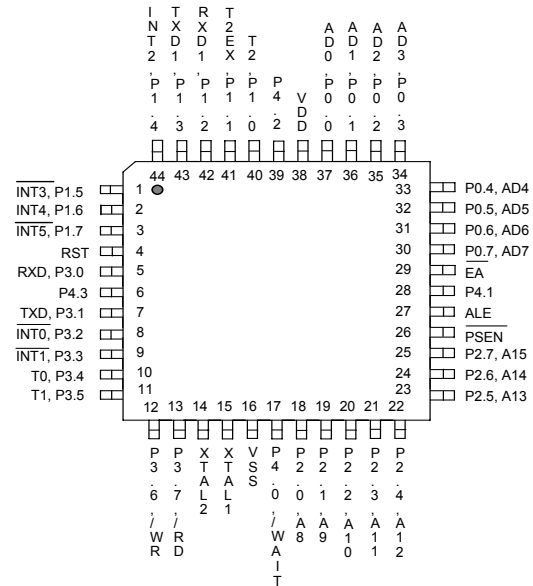 INT2, P1.4
TXD1, P1.3
RXD1, P1.2
T2EX, P1.1
T2, P1.0
P4.2
VDD
AD0, P0.0
AD1, P0.1
AD2, P0.2
AD3, P0.3
44 43 42 41 40 39 38 37 36 35 34
INT3, P1.5 1
INT4, P1.6 2
INT5, P1.7 3
RST 4
RXD, P3.0 5
P4.3 6
TXD, P3.1 7
INT0, P3.2 8
INT1, P3.3 9
T0, P3.4 10
T1, P3.5 11
33 P0.4, AD4
32 P0.5, AD5
31 P0.6, AD6
30 P0.7, AD7
29 EA
28 P4.1
27 ALE
26 PSEN
25 P2.7, A15
24 P2.6, A14
23 P2.5, A13
12 13 14 15 16 17 18 19 20 21 22
P3.6, /WR
P3.7, /RD
XTAL2
XTAL1
VSS
P4.0, /WAIT
P2.0, A8
P2.1, A9
P2.2, A10
P2.3, A11
P2.4, A12